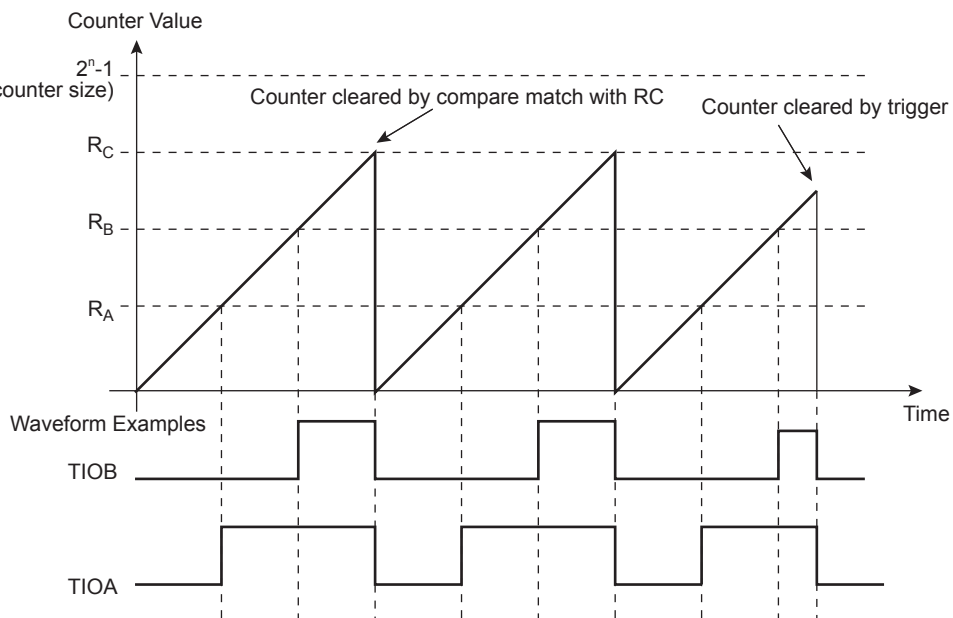 Counter Value
2ⁿ-1
counter size)
Counter cleared by compare match with RC
Counter cleared by trigger
R_C
R_B
R_A
Time
Waveform Examples
TIOB
TIOA